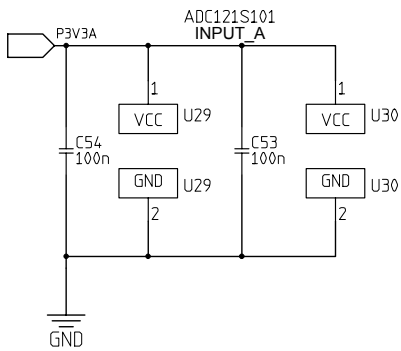 ADC121S101
P3V3A
INPUT_A
1
1
VCC
U29
VCC
U30
C54
100n
C53
100n
GND
U29
GND
U30
2
2
GND